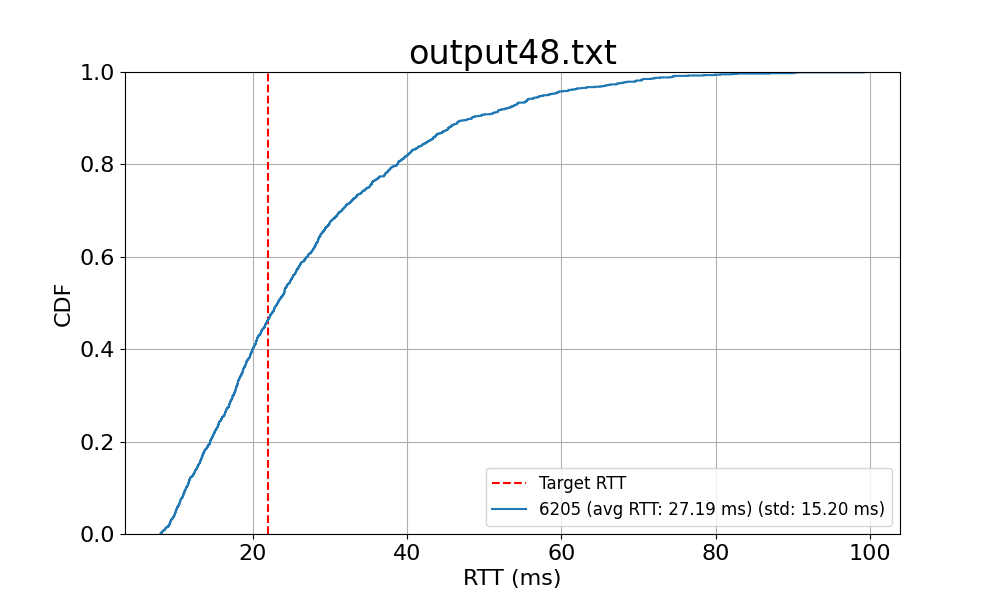 output48.txt
1.0
0.8
0.6
0.4
0.2
0.0
CDF
Target RTT
6205 (avg RTT: 27.19 ms) (std: 15.20 ms)
20 40 60 80 100
RTT (ms)